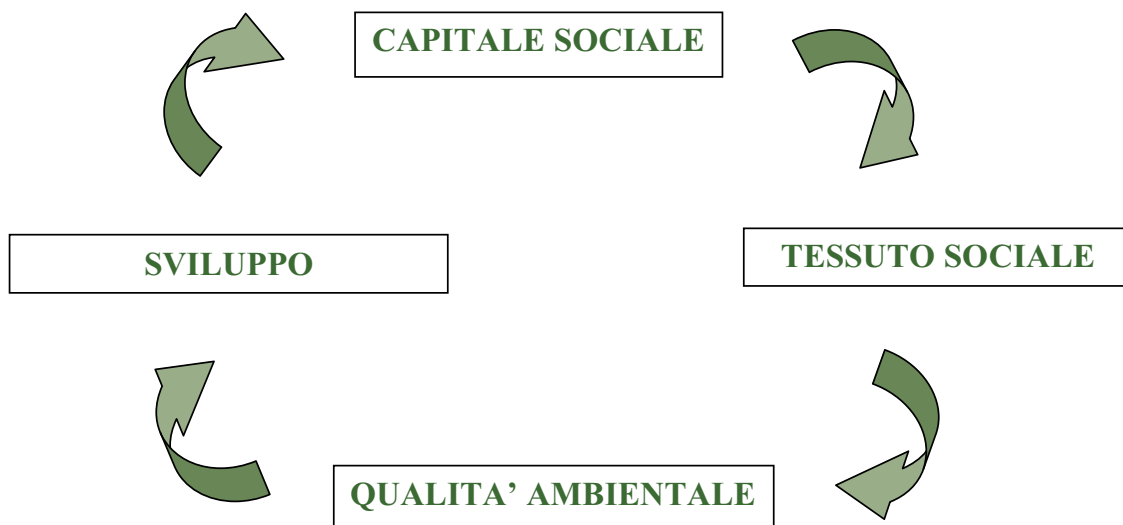 CAPITALE SOCIALE
SVILUPPO
TESSUTO SOCIALE
QUALITA’ AMBIENTALE